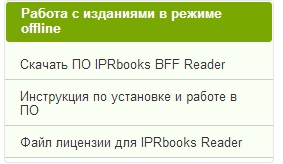 Работа с изданиями в режиме
offline
Скачать ПО IPRbooks BFF Reader
Инструкция по установке и работе в
ПО
Файл лицензии для IPRbooks Reader